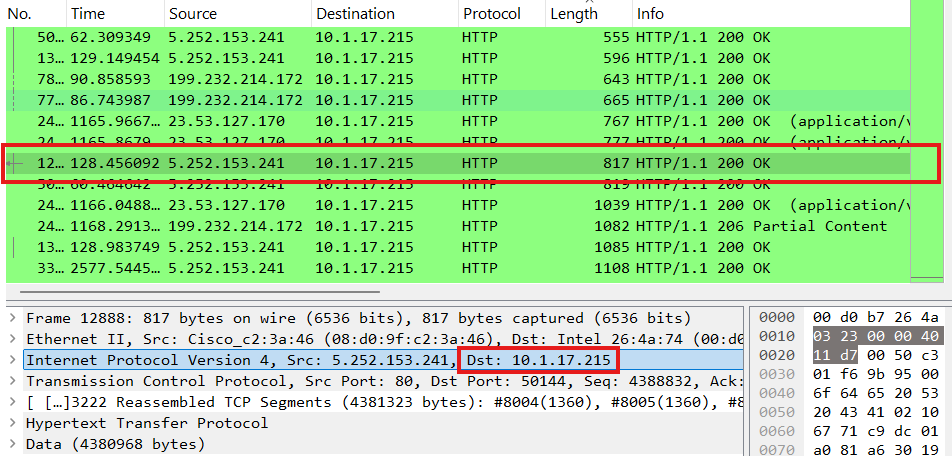 No. Time Source Destination Protocol Length Info
50… 62.309349 5.252.153.241 10.1.17.215 HTTP 555 HTTP/1.1 200 OK
13… 129.149454 5.252.153.241 10.1.17.215 HTTP 596 HTTP/1.1 200 OK
78… 90.858593 199.232.214.172 10.1.17.215 HTTP 643 HTTP/1.1 200 OK
77… 86.743987 199.232.214.172 10.1.17.215 HTTP 665 HTTP/1.1 200 OK
24… 1165.9667… 23.53.127.170 10.1.17.215 HTTP 767 HTTP/1.1 200 OK (application/v
24… 1165.8679 23.53.127.170 10.1.17.215 HTTP 777 HTTP/1.1 200 OK (application/v
12… 128.456092 5.252.153.241 10.1.17.215 HTTP 817 HTTP/1.1 200 OK
50… 60.464642 5.252.153.241 10.1.17.215 HTTP 819 HTTP/1.1 200 OK
24… 1166.0488… 23.53.127.170 10.1.17.215 HTTP 1039 HTTP/1.1 200 OK (application/v
24… 1168.2913… 199.232.214.172 10.1.17.215 HTTP 1082 HTTP/1.1 206 Partial Content
13… 128.983749 5.252.153.241 10.1.17.215 HTTP 1085 HTTP/1.1 200 OK
33… 2577.5445… 5.252.153.241 10.1.17.215 HTTP 1108 HTTP/1.1 200 OK
Frame 12888: 817 bytes on wire (6536 bits), 817 bytes captured (6536 bits)
Ethernet II, Src: Cisco_c2:3a:46 (08:d0:9f:c2:3a:46), Dst: Intel_26:4a:74 (00:d0
Internet Protocol Version 4, Src: 5.252.153.241, Dst: 10.1.17.215
Transmission Control Protocol, Src Port: 80, Dst Port: 50144, Seq: 4388832, Ack:
[ […]3222 Reassembled TCP Segments (4381323 bytes): #8004(1360), #8005(1360), #8
Hypertext Transfer Protocol
Data (4380968 bytes)
0000 00 d0 b7 26 4a
0010 03 23 00 00 40
0020 11 d7 00 50 c3
0030 01 f6 9b 95 00
0040 6f 64 65 20 53
0050 20 43 41 02 10
0060 67 71 c9 dc 01
0070 a0 81 a6 30 19